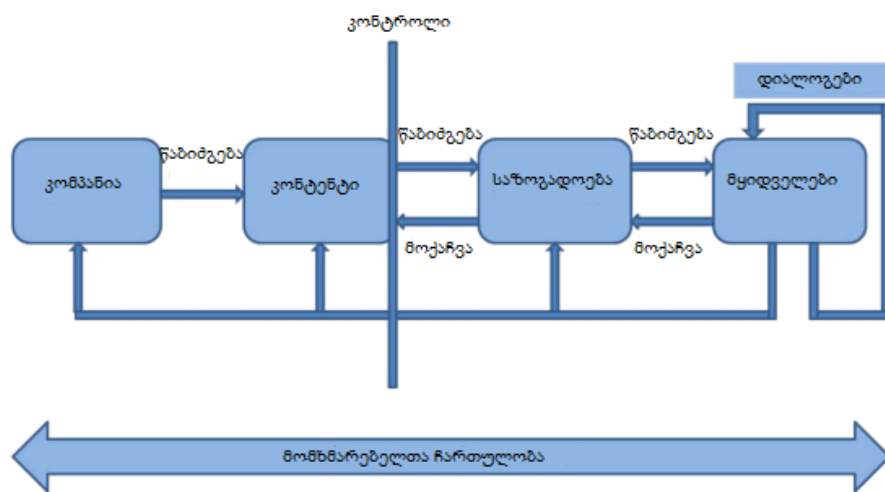 კონტროლი
დიალოგები
წაბიძგება
წაბიძგება
წაბიძგება
კომპანია
კონტენტი
საზოგადოება
მყიდველები
მოქაჩვა
მოქაჩვა
მომხმარებელთა ჩართულობა